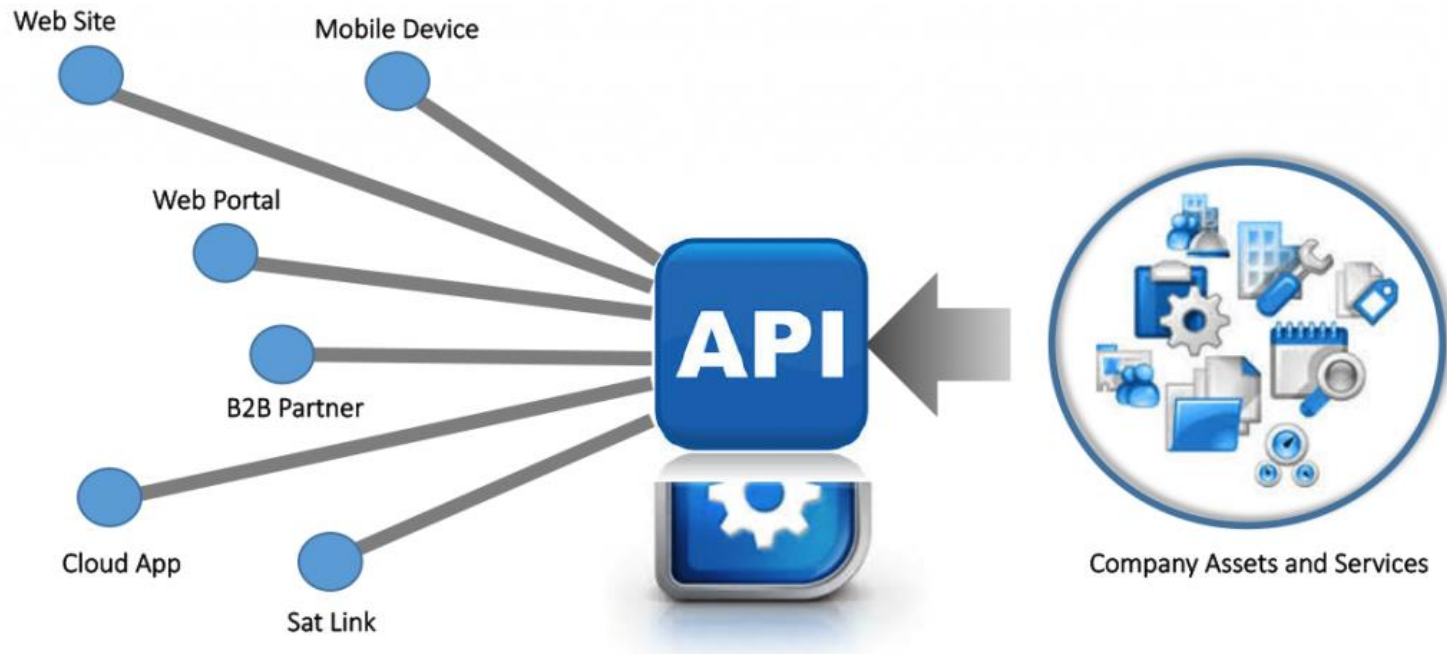 Web Site
Mobile Device
Web Portal
API
B2B Partner
Cloud App
Sat Link
Company Assets and Services